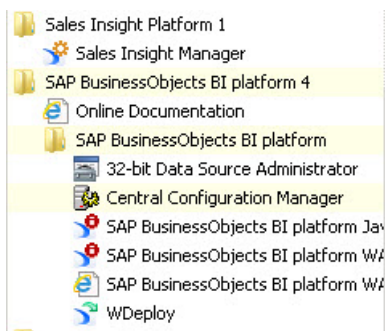 Sales Insight Platform 1
Sales Insight Manager
SAP BusinessObjects BI platform 4
Online Documentation
SAP BusinessObjects BI platform
32-bit Data Source Administrator
Central Configuration Manager
SAP BusinessObjects BI platform Jav
SAP BusinessObjects BI platform WA
SAP BusinessObjects BI platform WA
WDeploy